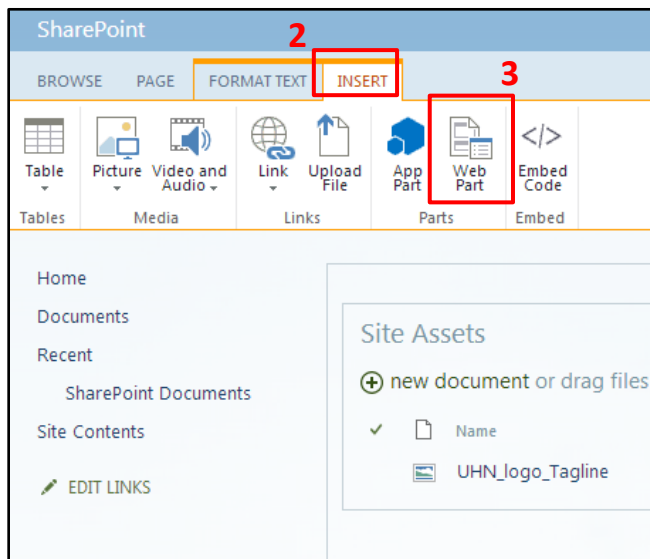 SharePoint
2
BROWSE PAGE FORMAT TEXT INSERT
3
Table
Picture
Video and
Audio
Link
Upload
File
App
Part
Web
Part
</>
Embed
Code
Tables
Media
Links
Parts
Embed
Home
Documents
Recent
SharePoint Documents
Site Contents
EDIT LINKS
Site Assets
new document or drag files
Name
UHN_logo_Tagline